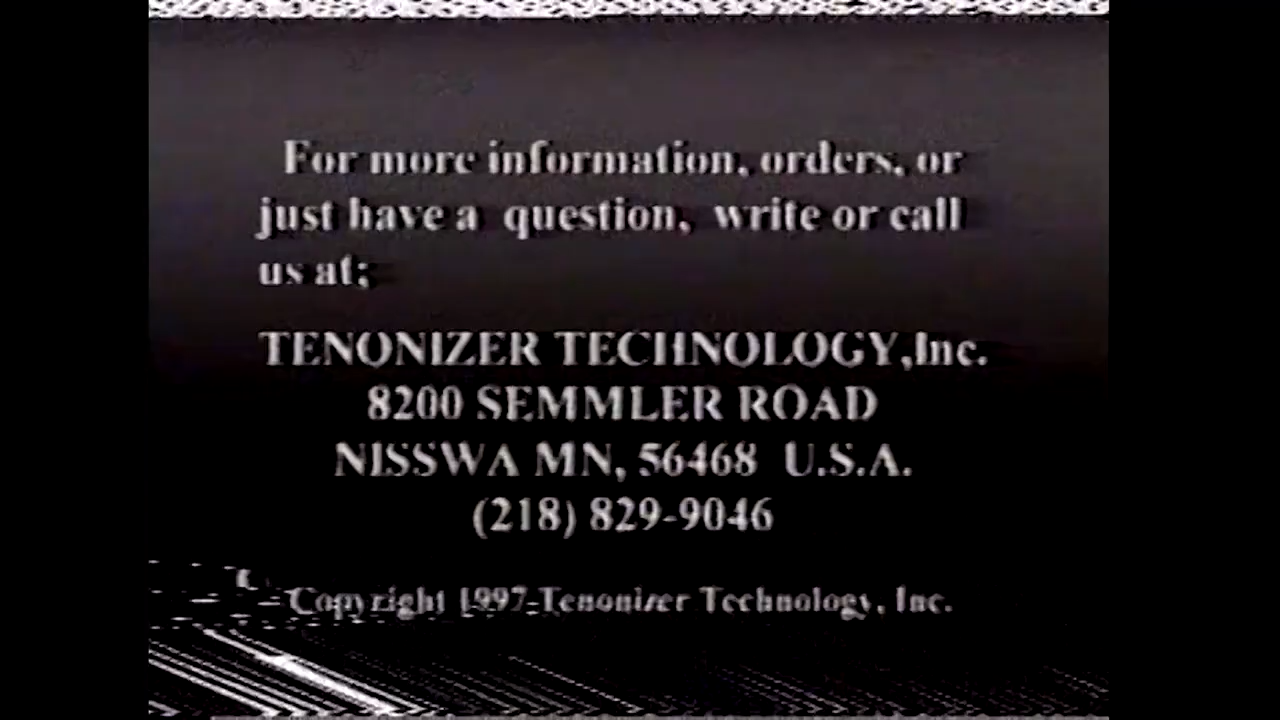 For more information, orders, or
just have a question, write or call
us at;
TENONIZER TECHNOLOGY,Inc.
8200 SEMMLER ROAD
NISSWA MN, 56468 U.S.A.
(218) 829-9046
Copyright 1997 Tenonizer Technology, Inc.